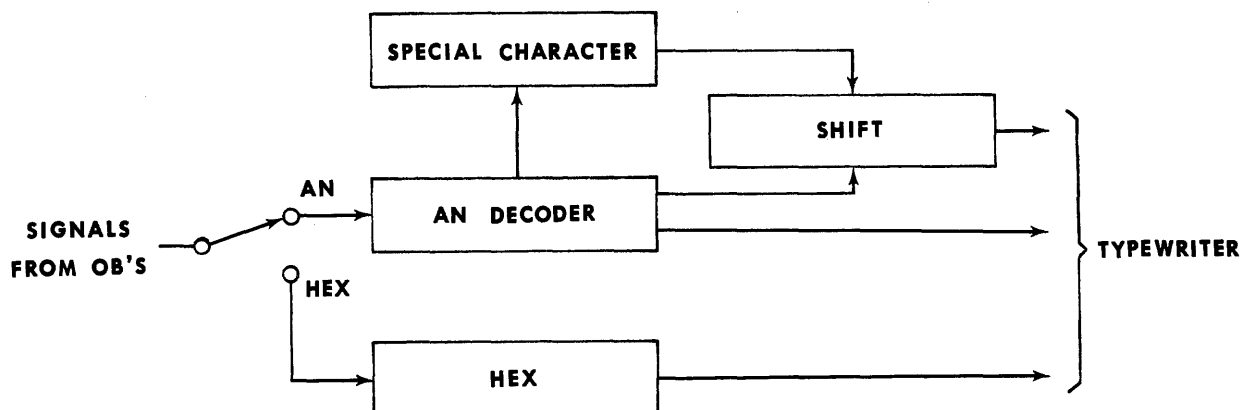 SPECIAL CHARACTER
SHIFT
AN
AN DECODER
SIGNALS
FROM OB'S
HEX
TYPEWRITER
HEX